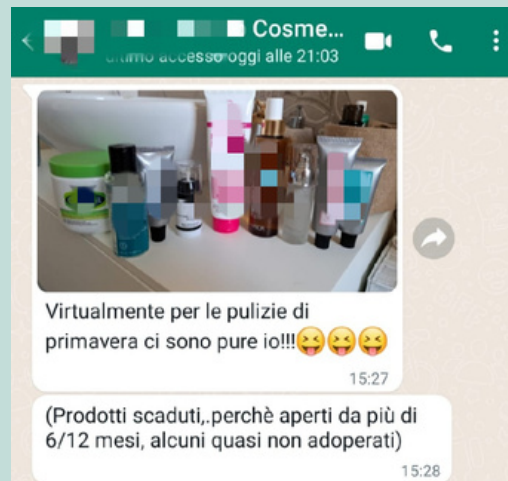 Cosme...
ultimo accesso oggi alle 21:03
Virtualmente per le pulizie di
primavera ci sono pure io!!!😝😝😝
15:27
(Prodotti scaduti,.perchè aperti da più di
6/12 mesi, alcuni quasi non adoperati)
15:28